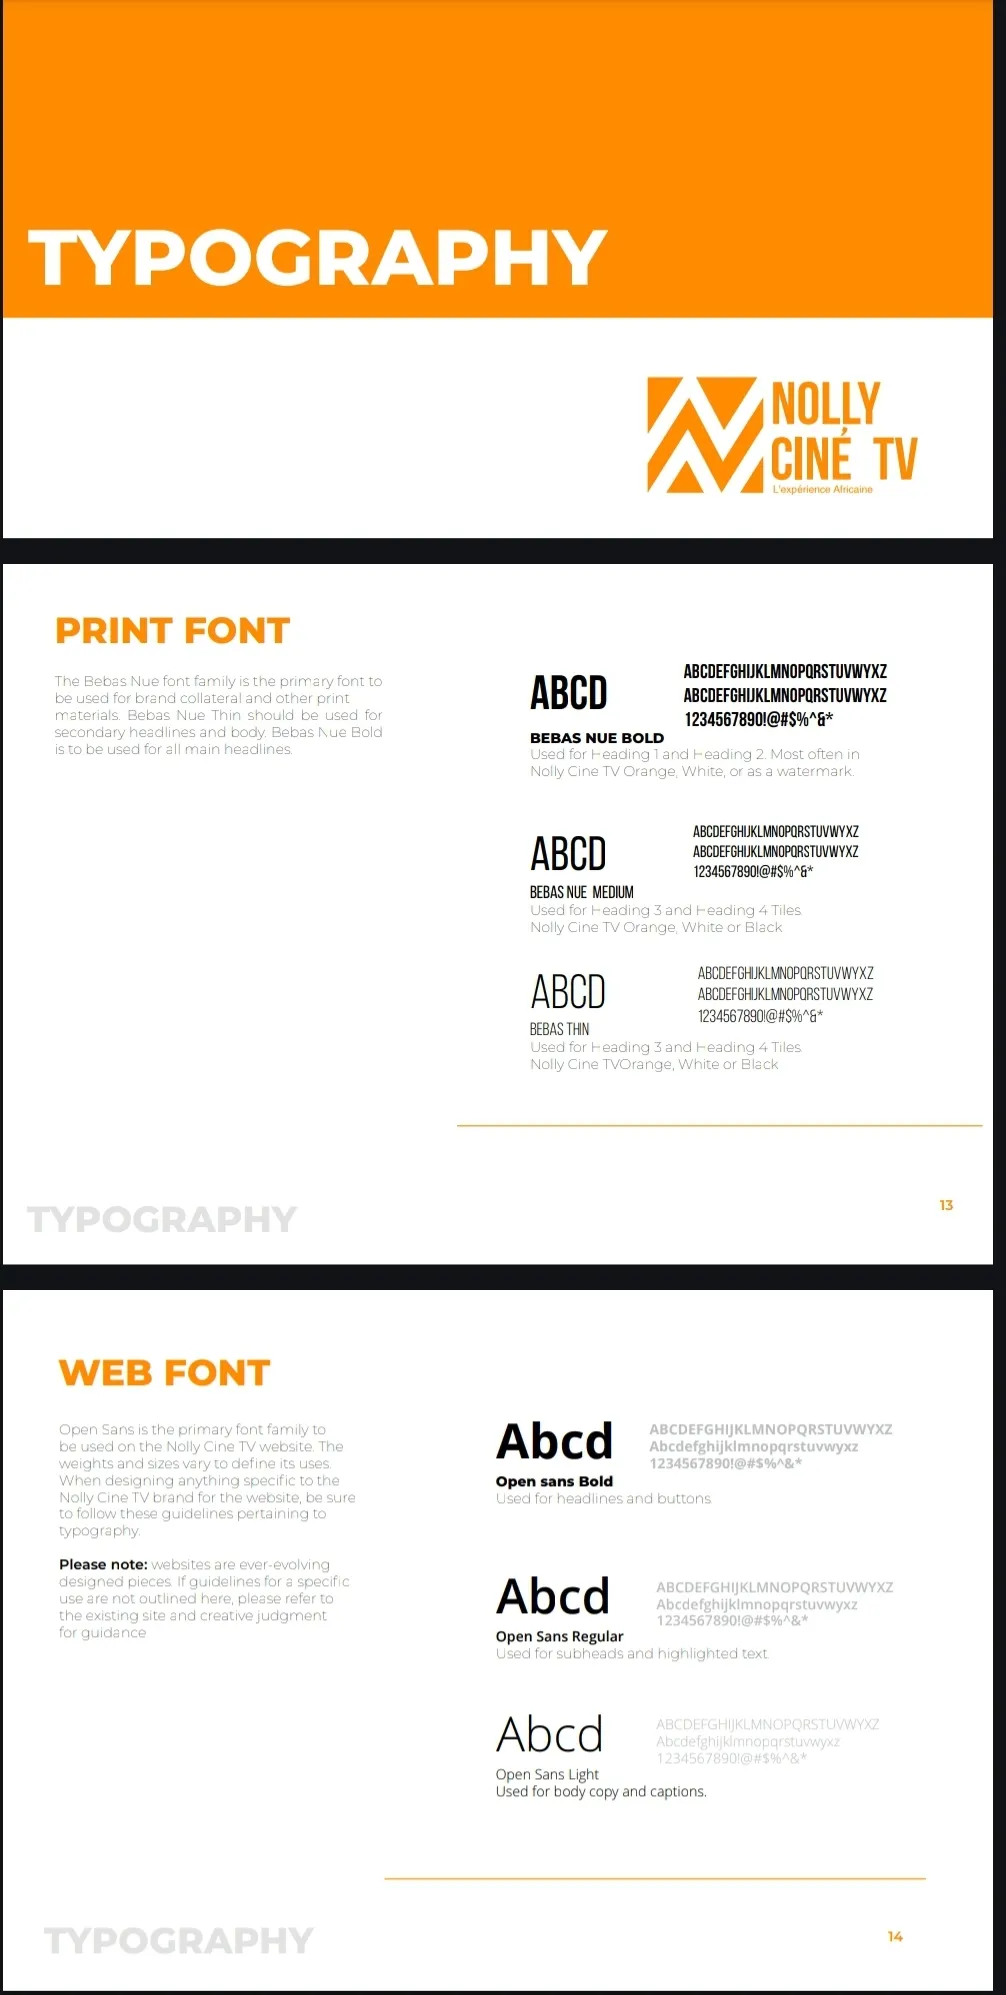 TYPOGRAPHY
NOLLY
CINÉ TV
L'expérience Africaine
PRINT FONT
The Bebas Nue font family is the primary font to
be used for brand collateral and other print
materials. Bebas Nue Thin should be used for
secondary headlines and body. Bebas Nue Bold
is to be used for all main headlines.
ABCD
ABCDEFGHIJKLMNOPQRSTUVWYXZ
ABCDEFGHIJKLMNOPQRSTUVWYXZ
1234567890!@#$%^&*
BEBAS NUE BOLD
Used for Heading 1 and Heading 2. Most often in
Nolly Cine TV Orange, White, or as a watermark.
ABCD
ABCDEFGHIJKLMNOPQRSTUVWYXZ
ABCDEFGHIJKLMNOPQRSTUVWYXZ
1234567890!@#$%^&*
BEBAS NUE MEDIUM
Used for Heading 3 and Heading 4 Tiles
Nolly Cine TV Orange, White or Black
ABCD
ABCDEFGHIJKLMNOPQRSTUVWYXZ
ABCDEFGHIJKLMNOPQRSTUVWYXZ
1234567890!@#$%^&*
BEBAS THIN
Used for Heading 3 and Heading 4 Tiles
Nolly Cine TVOrange, White or Black
TYPOGRAPHY
13
WEB FONT
Open Sans is the primary font family to
be used on the Nolly Cine TV website. The
weights and sizes vary to define its uses.
When designing anything specific to the
Nolly Cine TV brand for the website, be sure
to follow these guidelines pertaining to
typography.
Please note: websites are ever-evolving
designed pieces. If guidelines for a specific
use are not outlined here, please refer to
the existing site and creative judgment
for guidance
Abcd
ABCDEFGHIJKLMNOPQRSTUVWYXZ
Abcdefghijklmnopqrstuvwyxz
1234567890!@#$%^&*
Open sans Bold
Used for headlines and buttons
Abcd
ABCDEFGHIJKLMNOPQRSTUVWYXZ
Abcdefghijklmnopqrstuvwyxz
1234567890!@#$%^&*
Open Sans Regular
Used for subheads and highlighted text.
Abcd
ABCDEFGHIJKLMNOPQRSTUVWYXZ
Abcdefghijklmnopqrstuvwyxz
1234567890!@#$%^&*
Open Sans Light
Used for body copy and captions.
TYPOGRAPHY
14